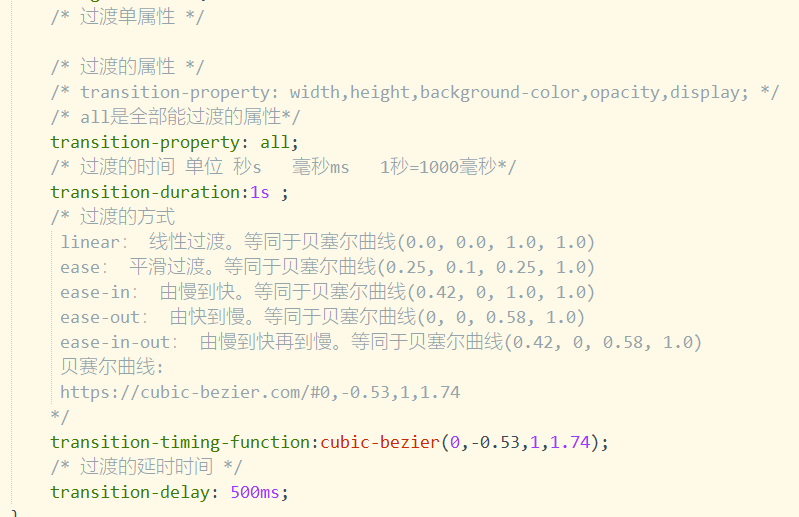 /* 过渡单属性 */
/* 过渡的属性 */
/* transition-property: width,height,background-color,opacity,display; */
/* all是全部能过渡的属性*/
transition-property: all;
/* 过渡的时间 单位 秒s   毫秒ms   1秒=1000毫秒*/
transition-duration:1s ;
/* 过渡的方式
linear： 线性过渡。等同于贝塞尔曲线(0.0, 0.0, 1.0, 1.0)
ease： 平滑过渡。等同于贝塞尔曲线(0.25, 0.1, 0.25, 1.0)
ease-in： 由慢到快。等同于贝塞尔曲线(0.42, 0, 1.0, 1.0)
ease-out： 由快到慢。等同于贝塞尔曲线(0, 0, 0.58, 1.0)
ease-in-out： 由慢到快再到慢。等同于贝塞尔曲线(0.42, 0, 0.58, 1.0)
贝赛尔曲线:
https://cubic-bezier.com/#0,-0.53,1,1.74
*/
transition-timing-function:cubic-bezier(0,-0.53,1,1.74);
/* 过渡的延时时间 */
transition-delay: 500ms;
}